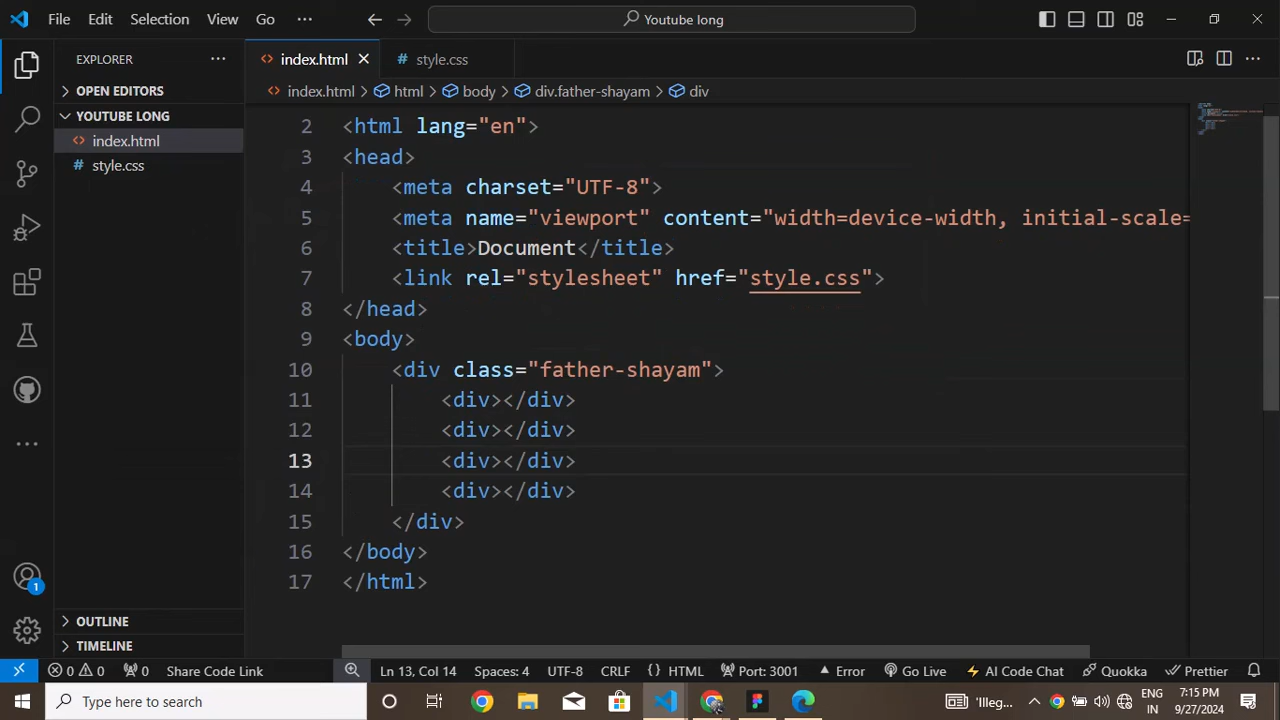 File Edit Selection View Go ··· Youtube long
EXPLORER ···
OPEN EDITORS
YOUTUBE LONG
index.html
style.css
OUTLINE
TIMELINE
index.html style.css
index.html > html > body > div.father-shayam > div
2 <html lang="en">
3 <head>
4 <meta charset="UTF-8">
5 <meta name="viewport" content="width=device-width, initial-scale=
6 <title>Document</title>
7 <link rel="stylesheet" href="style.css">
8 </head>
9 <body>
10 <div class="father-shayam">
11 <div></div>
12 <div></div>
13 <div></div>
14 <div></div>
15 </div>
16 </body>
17 </html>
1
0 0 0 Share Code Link Ln 13, Col 14 Spaces: 4 UTF-8 CRLF {} HTML Port: 3001 Error Go Live AI Code Chat Quokka Prettier
Type here to search 'Illeg... ENG IN 7:15 PM 9/27/2024